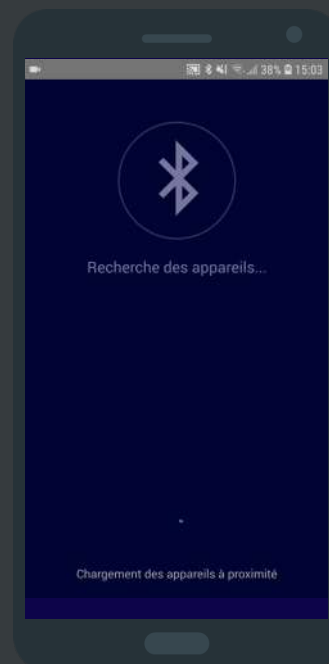 38% 15:03
Recherche des appareils...
Chargement des appareils à proximité